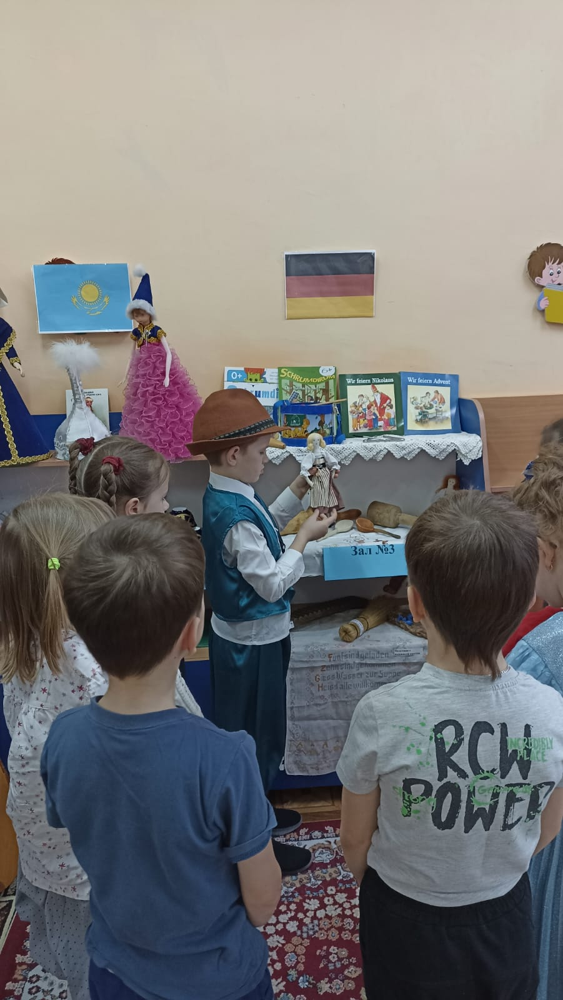 0+
SCHRUMDIRUM
6+
Wir feiern Nikolaus
Wir feiern Advent
Зал №3
Fünf sind geladen
Zehn sind gekommen
Giess Wasser zur Suppe
Heiss alle willkommen
RCW
INCREDIBLY
PLACE
POWER